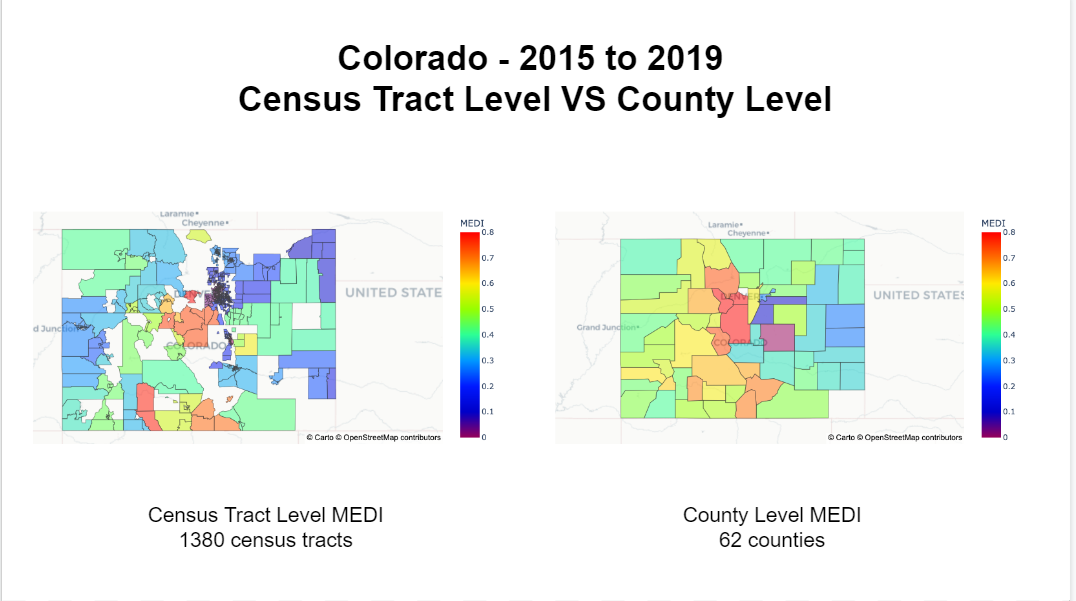 Colorado - 2015 to 2019
Census Tract Level VS County Level
Laramie
Cheyenne
DENVER
UNITED STATE
d Junction
COLORADO
© Carto © OpenStreetMap contributors
MEDI
0.8
0.7
0.6
0.5
0.4
0.3
0.2
0.1
0
Laramie
Cheyenne
DENVER
UNITED STATES
Grand Junction
COLORADO
© Carto © OpenStreetMap contributors
MEDI
0.8
0.7
0.6
0.5
0.4
0.3
0.2
0.1
0
Census Tract Level MEDI
1380 census tracts
County Level MEDI
62 counties